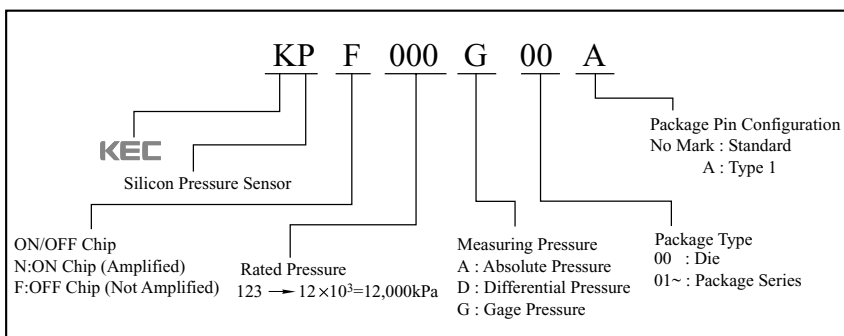 KP F 000 G 00 A
KEC
Silicon Pressure Sensor
Package Pin Configuration
No Mark : Standard
A : Type 1
ON/OFF Chip
N:ON Chip (Amplified)
F:OFF Chip (Not Amplified)
Rated Pressure
123 → 12×10³=12,000kPa
Measuring Pressure
A : Absolute Pressure
D : Differential Pressure
G : Gage Pressure
Package Type
00 : Die
01~ : Package Series